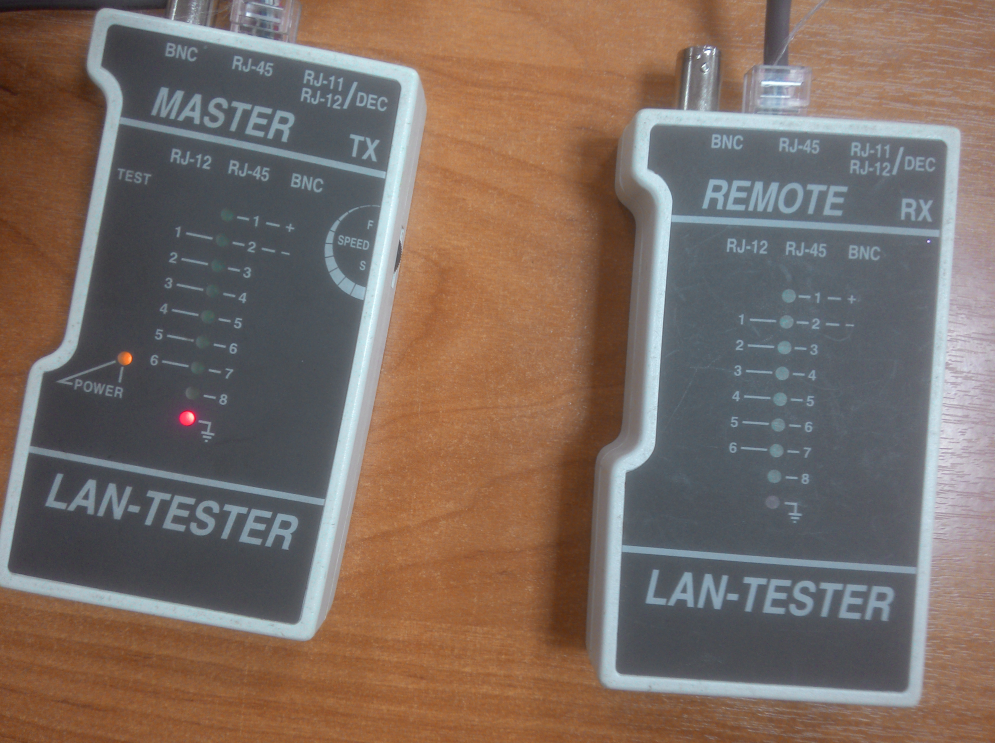 BNC RJ-45 RJ-11
RJ-12/DEC
MASTER TX
RJ-12 RJ-45 BNC
TEST
1 +
1 2 -
2 3
3 4
4 5
5 6
6 7
8
F
SPEED
S
POWER
LAN-TESTER
BNC RJ-45 RJ-11
RJ-12/DEC
REMOTE RX
RJ-12 RJ-45 BNC
1 +
1 2 -
2 3
3 4
4 5
5 6
6 7
8
LAN-TESTER